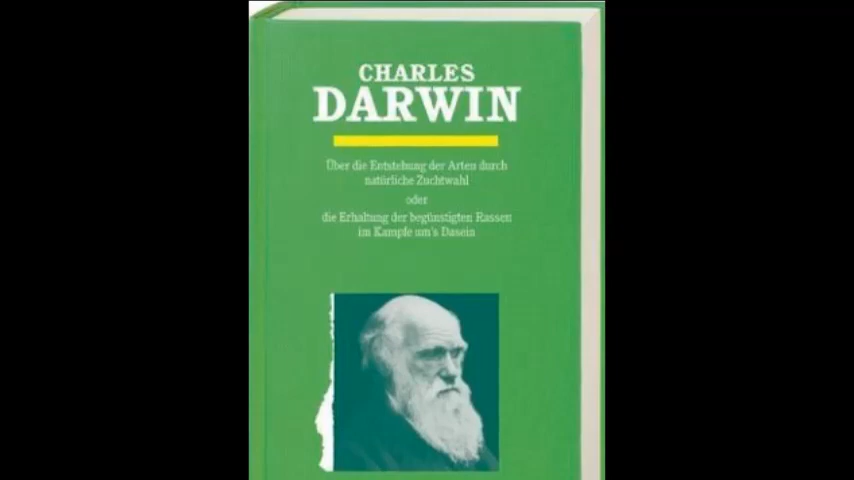 CHARLES
DARWIN
Über die Entstehung der Arten durch
natürliche Zuchtwahl
oder
die Erhaltung der begünstigten Rassen
im Kampfe um's Dasein